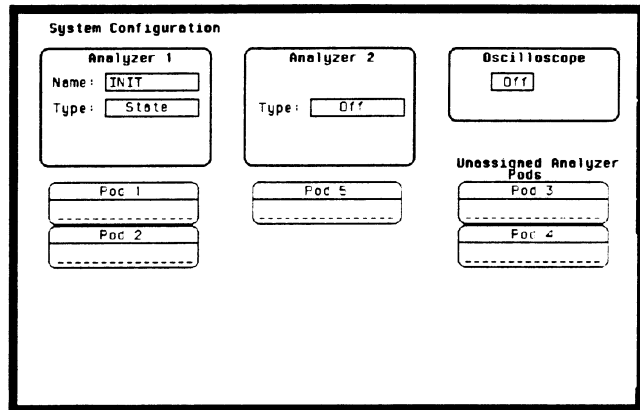 System Configuration
Analyzer 1
Name: INIT
Type: State
Analyzer 2
Type: Off
Oscilloscope
Off
Unassigned Analyzer
Pods
Pod 1
Pod 2
Pod 5
Pod 3
Pod 4